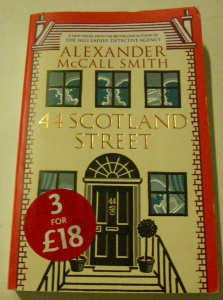 A NEW NOVEL FROM THE BESTSELLING AUTHOR OF
THE NO.1 LADIES' DETECTIVE AGENCY
ALEXANDER
McCALL SMITH
44 SCOTLAND
STREET
44
3
FOR
£18